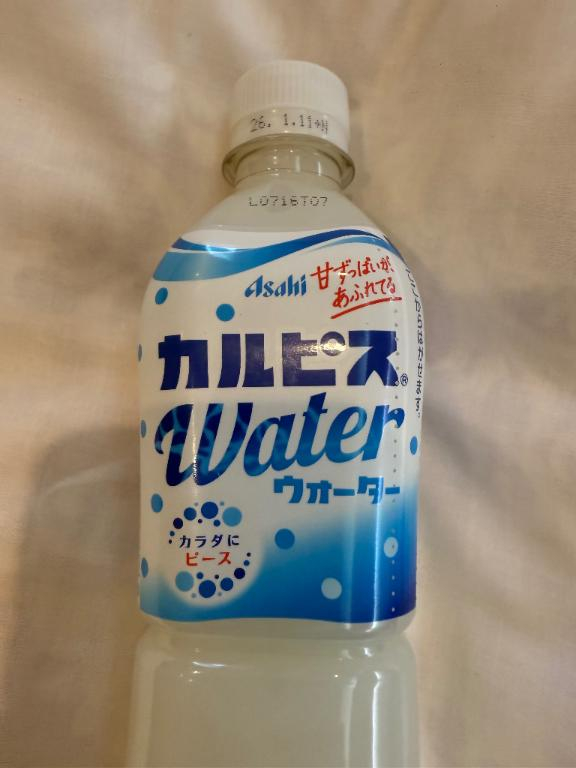 26. 1.11
L0716T07
Asahi
甘ずっぱいが、
あふれてる
カルピス®
Water
ウォーター
カラダに
ピース